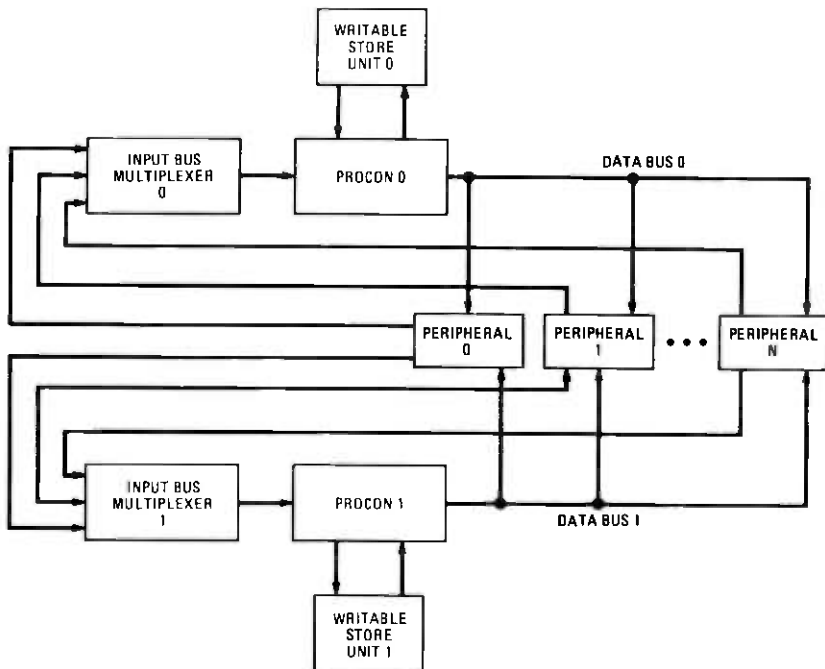 WRITABLE
STORE
UNIT 0
INPUT BUS
MULTIPLEXER
0
PROCON 0
DATA BUS 0
PERIPHERAL
0
PERIPHERAL
1
PERIPHERAL
N
INPUT BUS
MULTIPLEXER
1
PROCON 1
DATA BUS 1
WRITABLE
STORE
UNIT 1